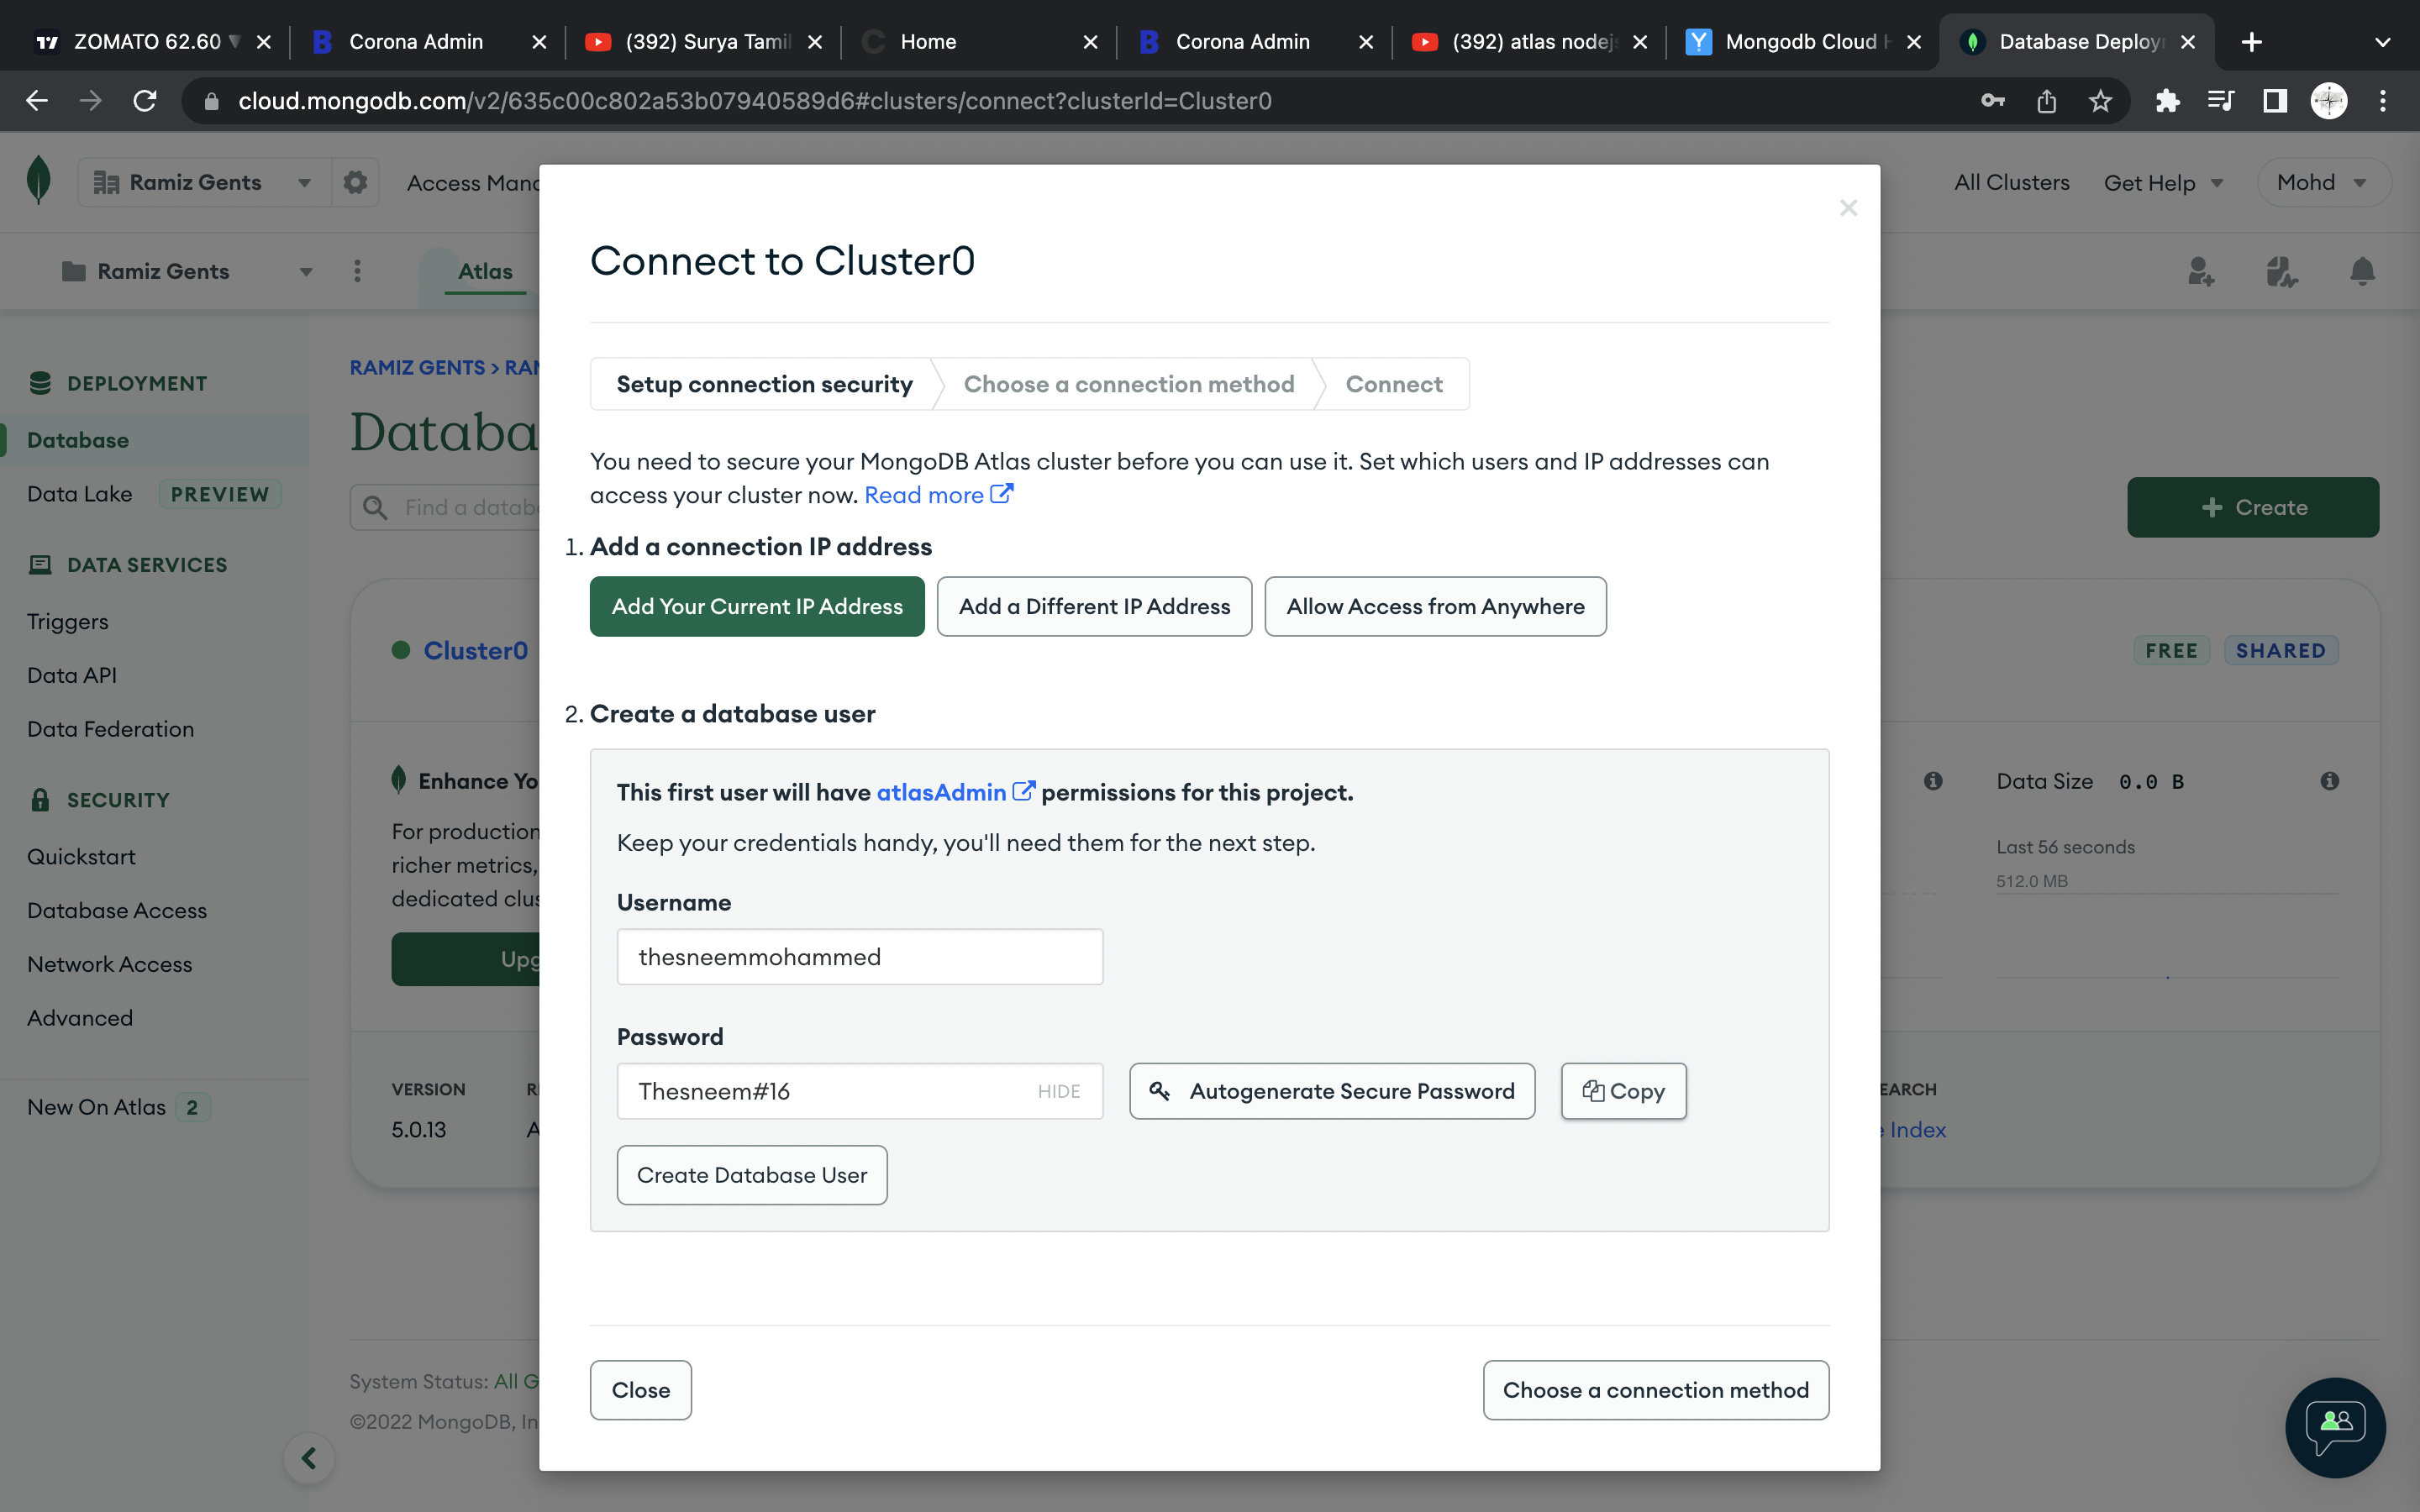 ZOMATO 62.60
Corona Admin
(392) Surya Tamil
Home
Corona Admin
(392) atlas nodejs
Mongodb Cloud
Database Deploy
cloud.mongodb.com/v2/635c00c802a53b07940589d6#clusters/connect?clusterId=Cluster0
Ramiz Gents
Access Mana
All Clusters
Get Help
Mohd
Ramiz Gents
Atlas
DEPLOYMENT
Database
Data Lake PREVIEW
DATA SERVICES
Triggers
Data API
Data Federation
SECURITY
Quickstart
Database Access
Network Access
Advanced
New On Atlas 2
RAMIZ GENTS > RAM
Databa
Find a datab
+ Create
Cluster0
FREE SHARED
Enhance Yo
For production
richer metrics,
dedicated clus
Upg
Data Size 0.0 B
Last 56 seconds
512.0 MB
VERSION
5.0.13
EARCH
Index
System Status: All G
©2022 MongoDB, In
Connect to Cluster0
Setup connection security
Choose a connection method
Connect
You need to secure your MongoDB Atlas cluster before you can use it. Set which users and IP addresses can
access your cluster now. Read more
1. Add a connection IP address
Add Your Current IP Address
Add a Different IP Address
Allow Access from Anywhere
2. Create a database user
This first user will have atlasAdmin permissions for this project.
Keep your credentials handy, you'll need them for the next step.
Username
thesneemmohammed
Password
Thesneem#16 HIDE
Autogenerate Secure Password
Copy
Create Database User
Close
Choose a connection method